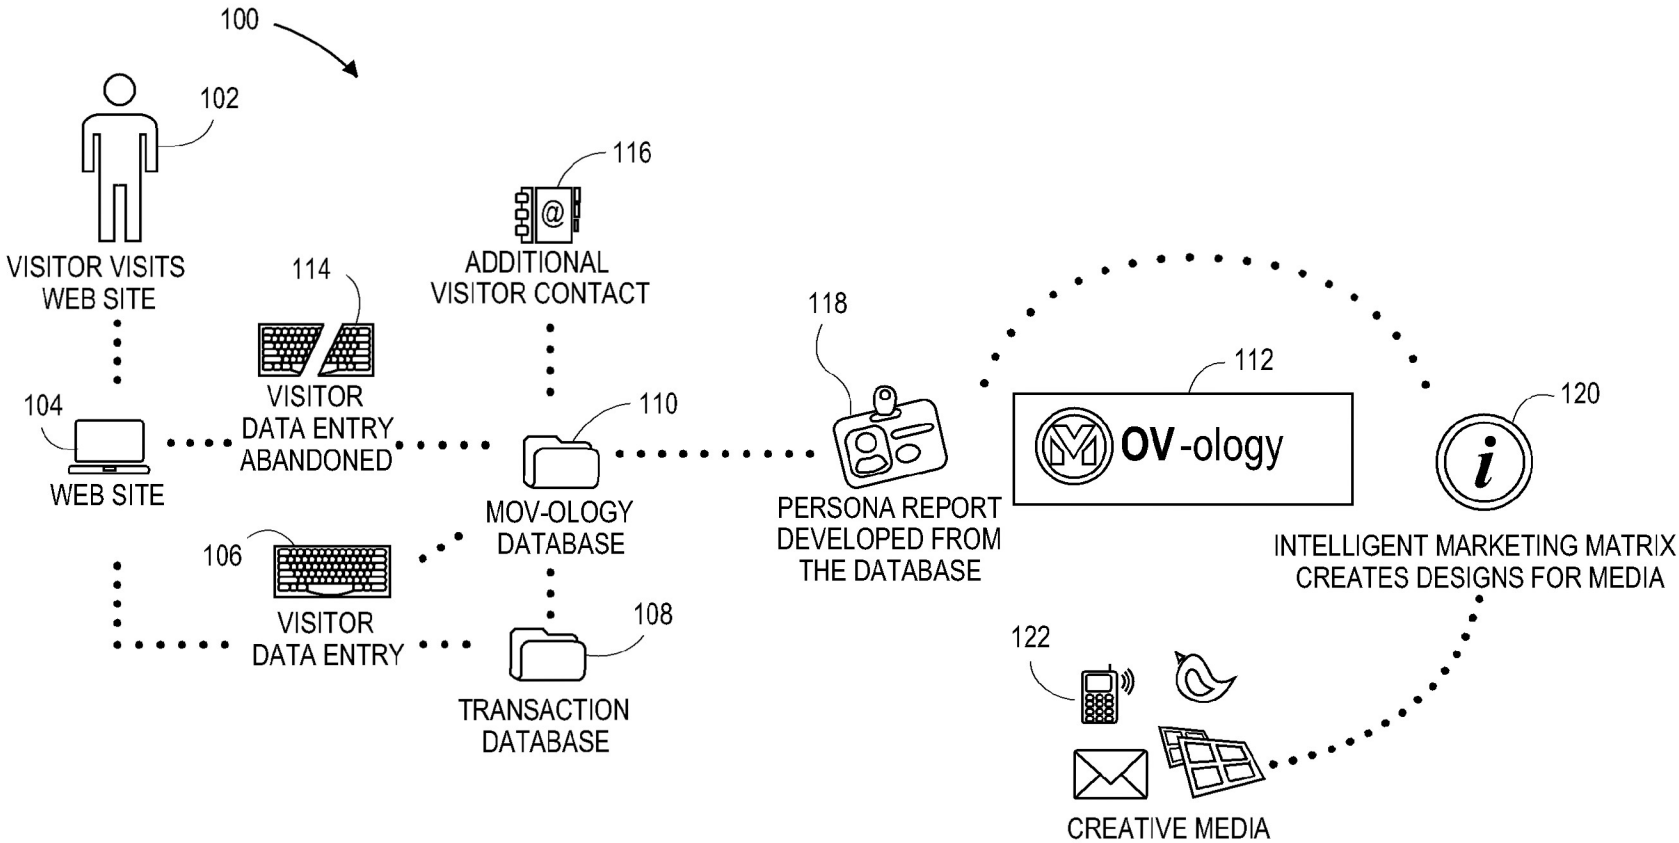 100
102
VISITOR VISITS
WEB SITE
116
@
ADDITIONAL
VISITOR CONTACT
114
VISITOR
DATA ENTRY
ABANDONED
104
WEB SITE
110
MOV-OLOGY
DATABASE
106
VISITOR
DATA ENTRY
108
TRANSACTION
DATABASE
118
PERSONA REPORT
DEVELOPED FROM
THE DATABASE
112
M OV-ology
120
i
INTELLIGENT MARKETING MATRIX
CREATES DESIGNS FOR MEDIA
122
CREATIVE MEDIA